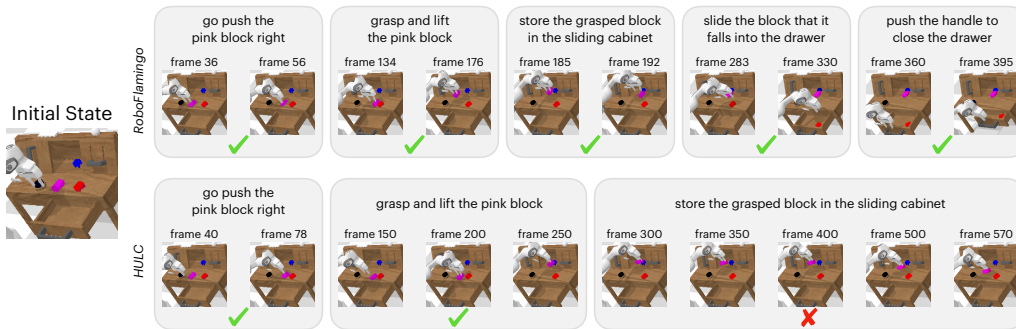 Initial State
RoboFlamingo
go push the
pink block right
frame 36
frame 56
grasp and lift
the pink block
frame 134
frame 176
store the grasped block
in the sliding cabinet
frame 185
frame 192
slide the block that it
falls into the drawer
frame 283
frame 330
push the handle to
close the drawer
frame 360
frame 395
HULC
go push the
pink block right
frame 40
frame 78
grasp and lift the pink block
frame 150
frame 200
frame 250
store the grasped block in the sliding cabinet
frame 300
frame 350
frame 400
frame 500
frame 570